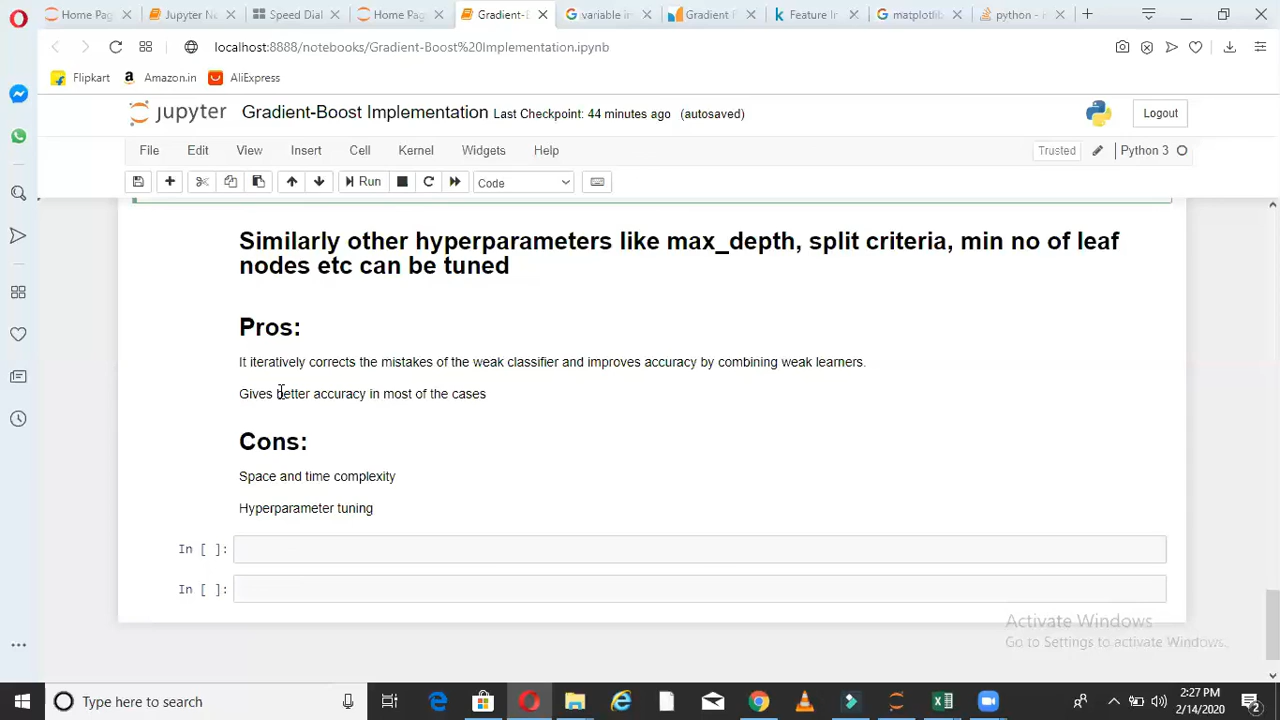 Home Pag
Jupyter No
Speed Dial
Home Pag
Gradient-
variable im
Gradient
Feature In
matplotlib
python -
localhost:8888/notebooks/Gradient-Boost%20Implementation.ipynb
Flipkart
Amazon.in
AliExpress
jupyter
Gradient-Boost Implementation
Last Checkpoint: 44 minutes ago
(autosaved)
Logout
File
Edit
View
Insert
Cell
Kernel
Widgets
Help
Trusted
Python 3
Run
Code
Similarly other hyperparameters like max_depth, split criteria, min no of leaf
nodes etc can be tuned
Pros:
It iteratively corrects the mistakes of the weak classifier and improves accuracy by combining weak learners.
Gives better accuracy in most of the cases
Cons:
Space and time complexity
Hyperparameter tuning
In [ ]:
In [ ]:
Activate Windows
Go to Settings to activate Windows.
Type here to search
2:27 PM
2/14/2020
2